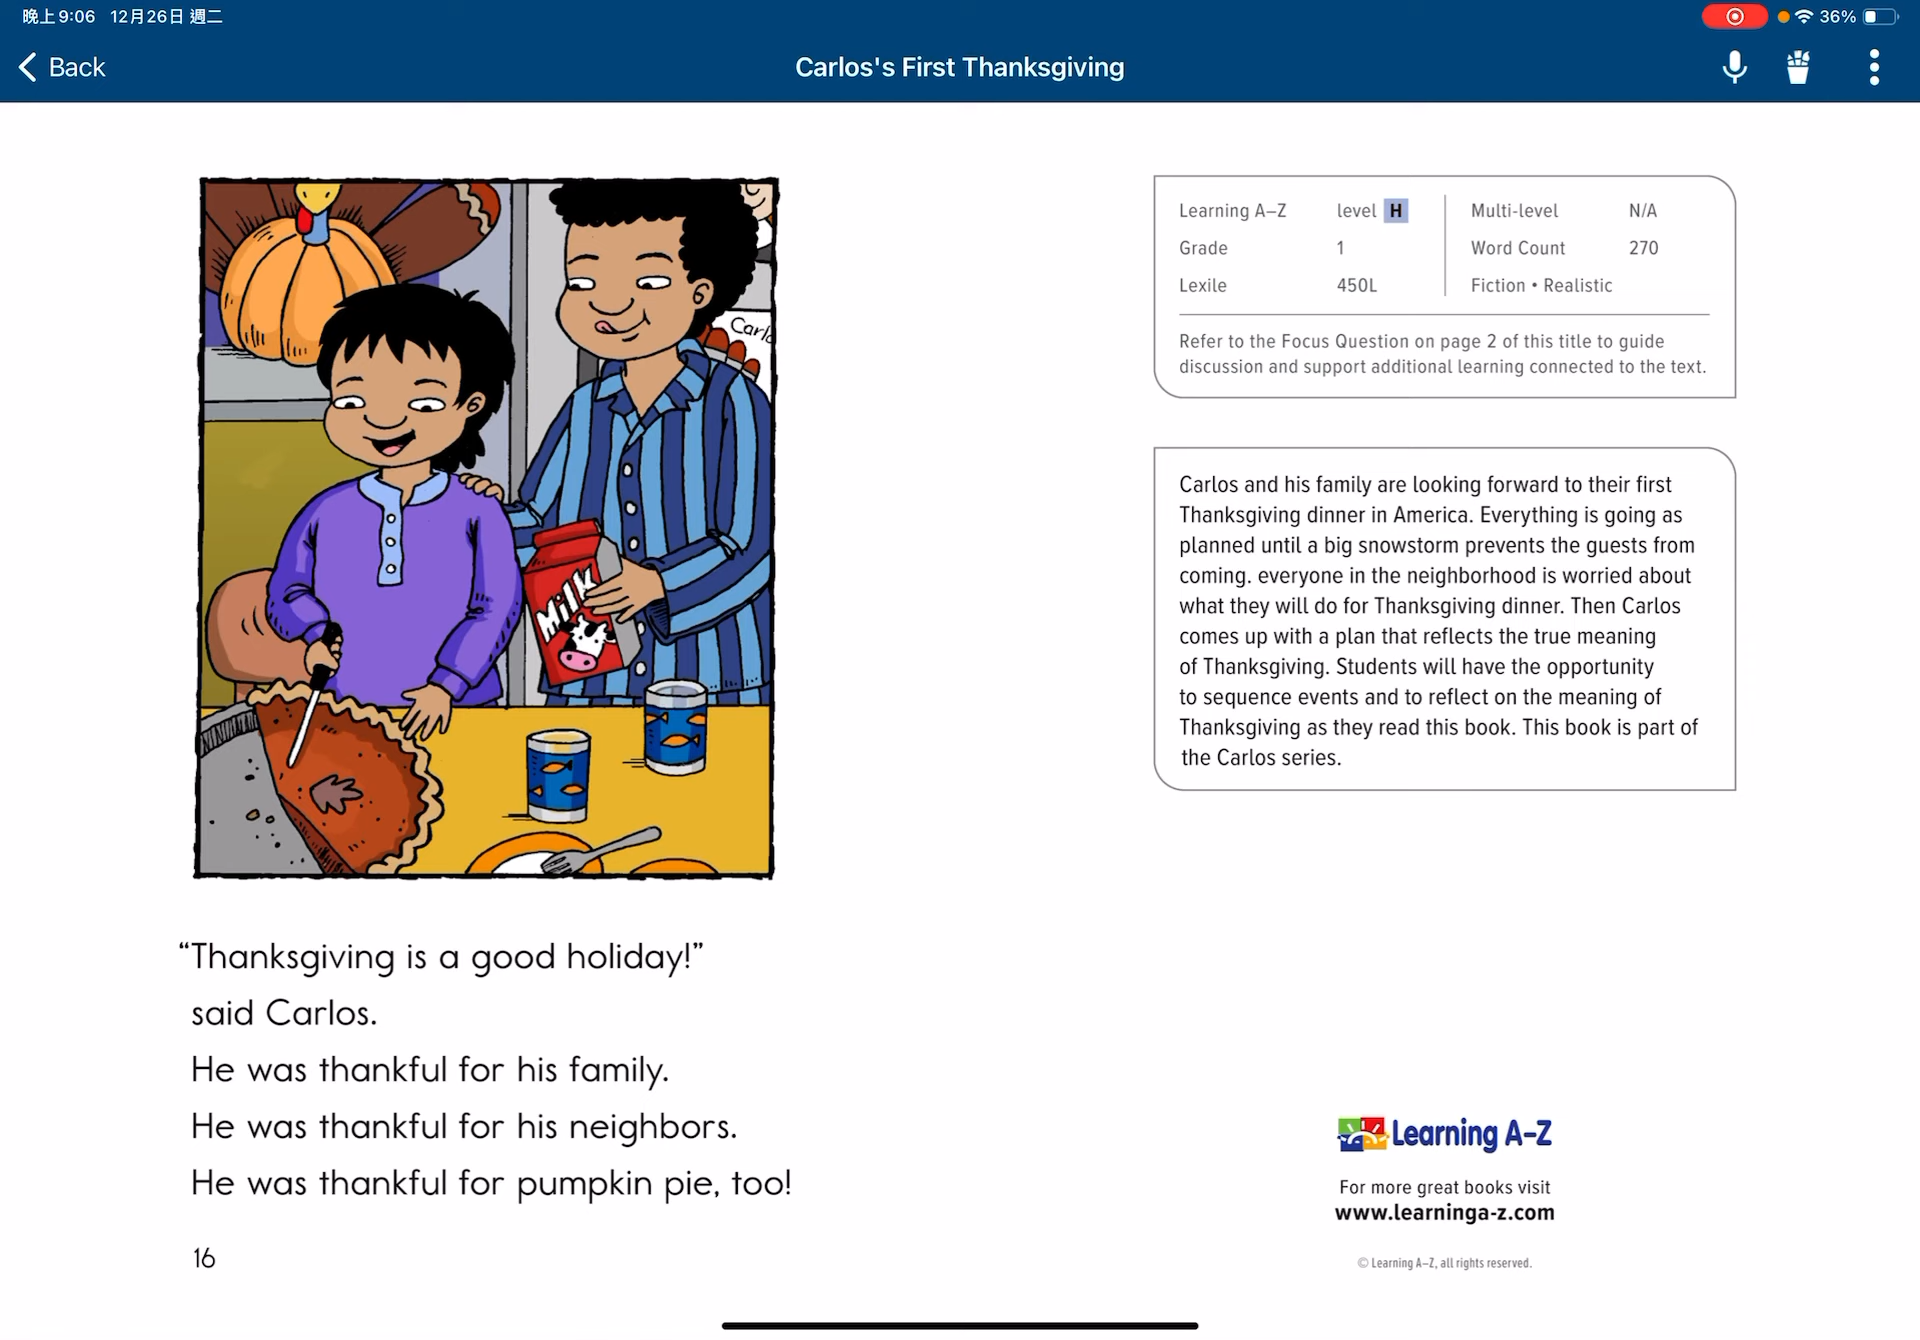 晚上9:06 12月26日 週二
36%
Back
Carlos's First Thanksgiving
Carlo
Milk
“Thanksgiving is a good holiday!”
said Carlos.
He was thankful for his family.
He was thankful for his neighbors.
He was thankful for pumpkin pie, too!
16
Learning A–Z level H
Grade 1
Lexile 450L
Multi-level N/A
Word Count 270
Fiction • Realistic
Refer to the Focus Question on page 2 of this title to guide
discussion and support additional learning connected to the text.
Carlos and his family are looking forward to their first
Thanksgiving dinner in America. Everything is going as
planned until a big snowstorm prevents the guests from
coming. everyone in the neighborhood is worried about
what they will do for Thanksgiving dinner. Then Carlos
comes up with a plan that reflects the true meaning
of Thanksgiving. Students will have the opportunity
to sequence events and to reflect on the meaning of
Thanksgiving as they read this book. This book is part of
the Carlos series.
Learning A–Z
For more great books visit
www.learninga-z.com
© Learning A–Z, all rights reserved.